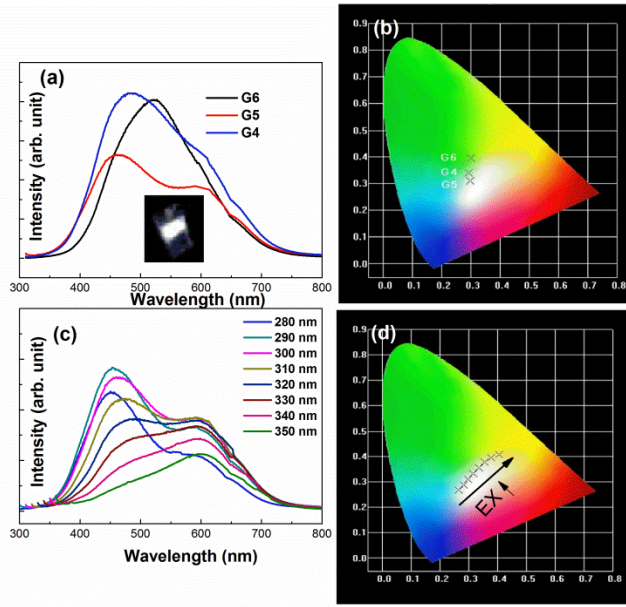 (a)
G6
G5
G4
Intensity (arb. unit)
300 400 500 600 700 800
Wavelength (nm)
(b)
G6
G4
G5
0.9
0.8
0.7
0.6
0.5
0.4
0.3
0.2
0.1
0.0
0.0 0.1 0.2 0.3 0.4 0.5 0.6 0.7 0.8
(c)
280 nm
290 nm
300 nm
310 nm
320 nm
330 nm
340 nm
350 nm
Intensity (arb. unit)
300 400 500 600 700 800
Wavelength (nm)
(d)
EX
0.9
0.8
0.7
0.6
0.5
0.4
0.3
0.2
0.1
0.0
0.0 0.1 0.2 0.3 0.4 0.5 0.6 0.7 0.8